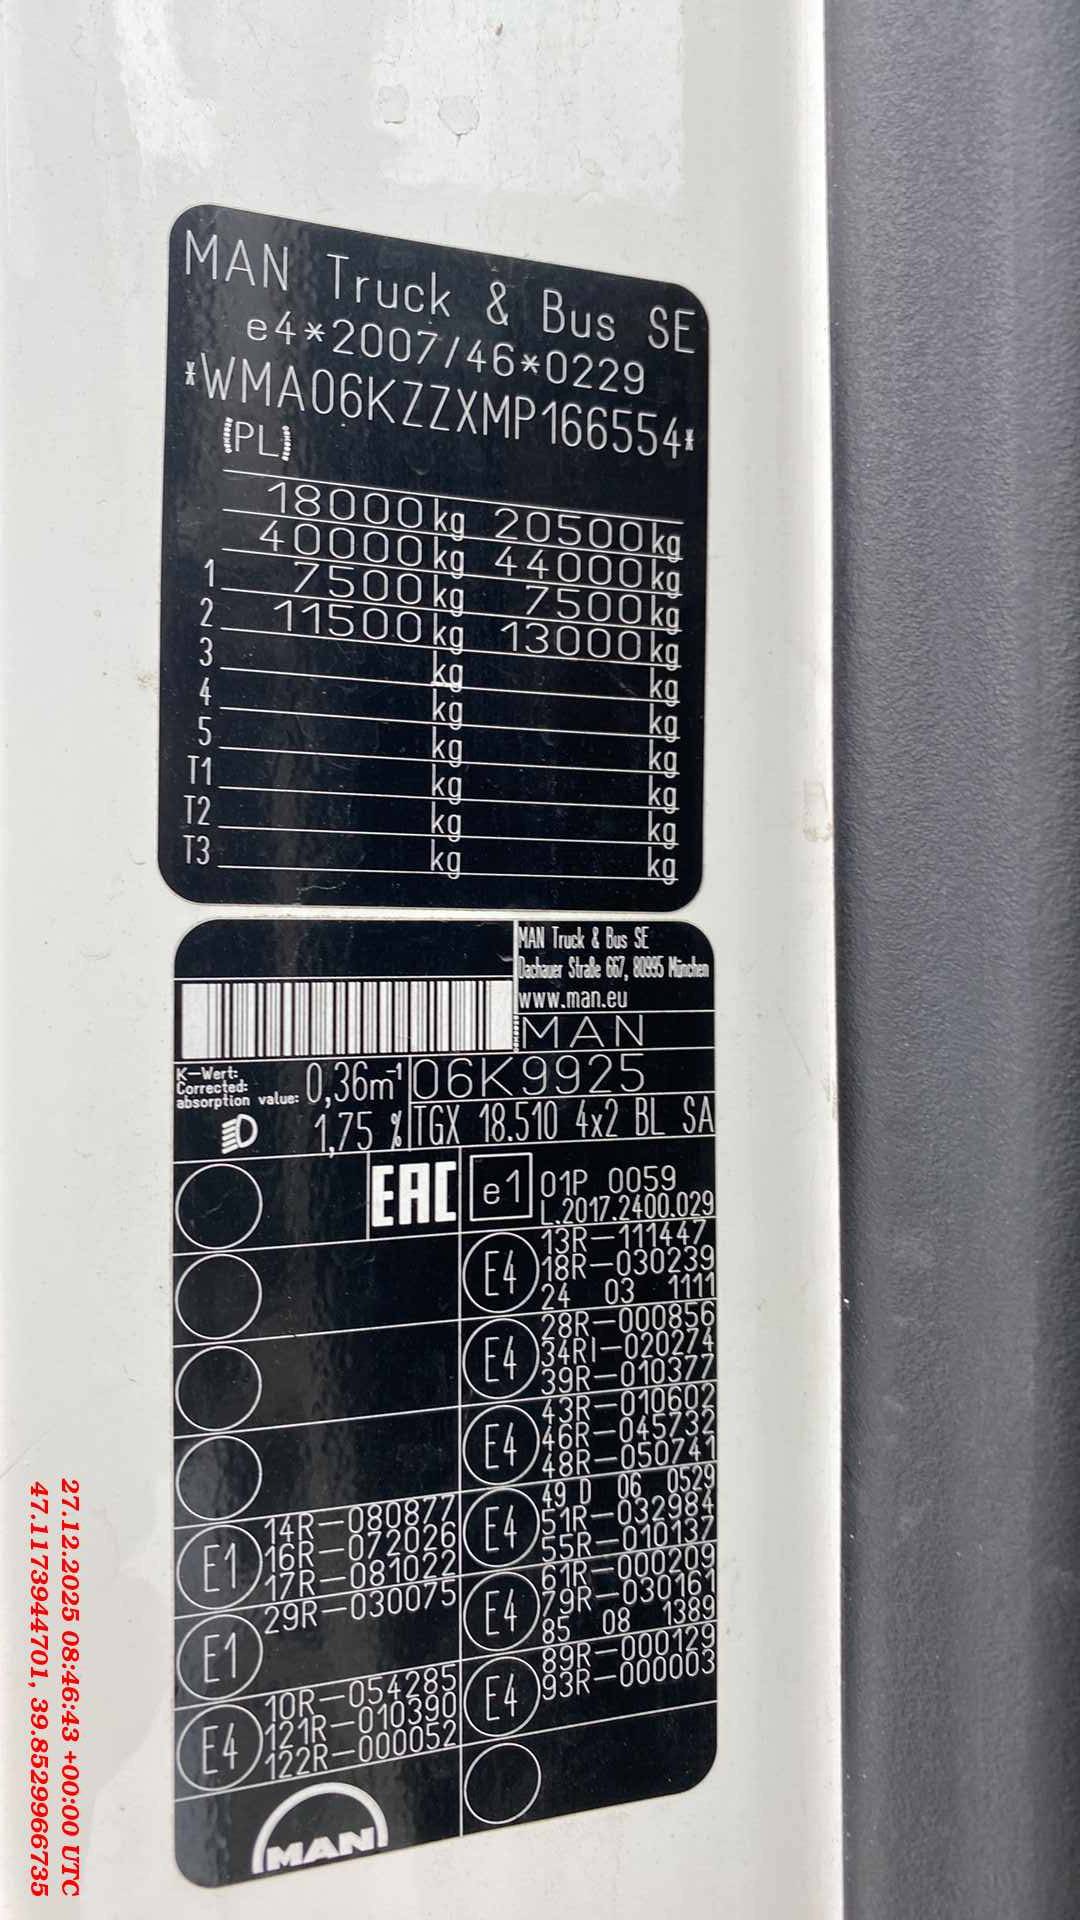 MAN Truck & Bus SE
e4*2007/46*0229
*WMA06KZZXMP166554*
(PL)
18000kg 20500kg
40000kg 44000kg
1 7500kg 7500kg
2 11500kg 13000kg
3 kg kg
4 kg kg
5 kg kg
T1 kg kg
T2 kg kg
T3 kg kg
MAN Truck & Bus SE
Dachauer Straße 667, 80995 München
www.man.eu
MAN
K-Wert:
Corrected:
absorption value: 0,36m⁻¹
06K9925
1,75 %
TGX 18.510 4x2 BL SA
EAC
e1
01P 0059
L.2017.2400.029
E4
13R-111447
18R-030239
24 03 1111
E4
28R-000856
34RI-020274
39R-010377
E4
43R-010602
46R-045732
48R-050741
E4
49 D 06 0529
51R-032984
55R-010137
E4
61R-000209
79R-030161
85 08 1389
E4
89R-000129
93R-000003
E1
14R-080877
16R-072026
17R-081022
E1
29R-030075
E4
10R-054285
121R-010390
122R-000052
MAN
27.12.2025 08:46:43 +00:00 UTC
47.1173944701, 39.8529966735